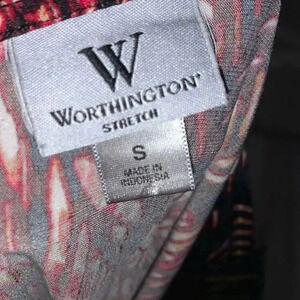 W
WORTHINGTON'
STRETCH
S
MADE IN
INDONESIA